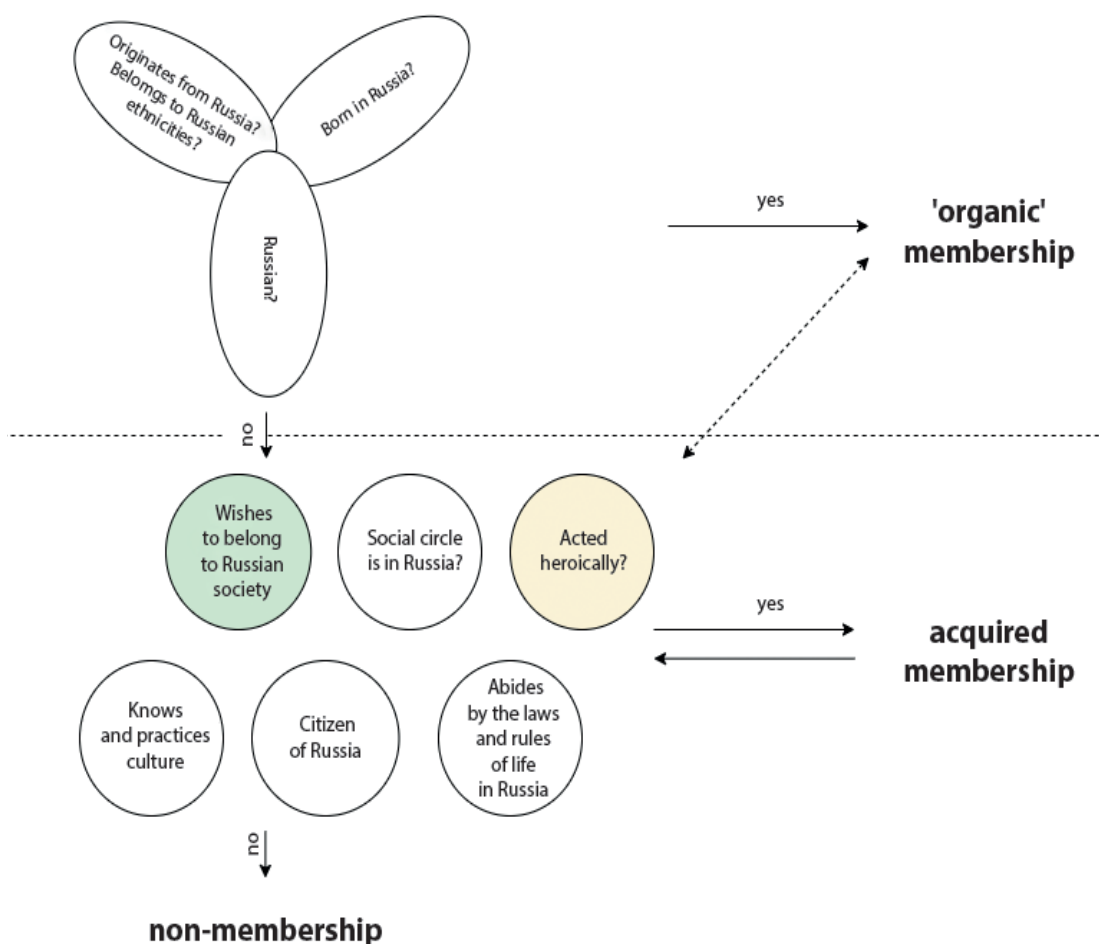 Originates from Russia?
Belomgs to Russian
ethnicities?
Born in Russia?
Russian?
yes
'organic'
membership
no
Wishes
to belong
to Russian
society
Social circle
is in Russia?
Acted
heroically?
yes
acquired
membership
Knows
and practices
culture
Citizen
of Russia
Abides
by the laws
and rules
of life
in Russia
no
non-membership